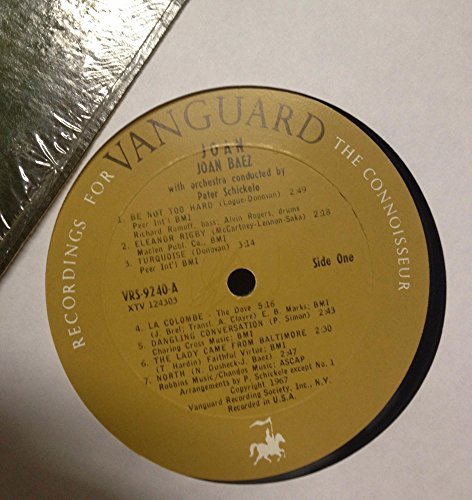 RECORDINGS FOR VANGUARD THE CONNOISSEUR
JOAN
JOAN BAEZ
with orchestra conducted by
Peter Schickele
1. BE NOT TOO HARD (Logue-Donovan) 2:49
Peer Int'l BMI
Richard Romoff, bass; Alvin Rogers, drums
2. ELEANOR RIGBY (McCartney-Lennon-Saka) 2:18
Maclen Publ. Co., BMI
3. TURQUOISE (Donovan) 3:14
Peer Int'l BMI
VRS-9240-A
XTV 124303
Side One
4. LA COLOMBE - The Dove 5:16
(J. Brel; Transl. A. Clayre) E. B. Marks; BMI
5. DANGLING CONVERSATION (P. Simon) 2:43
Charing Cross Music; BMI
6. THE LADY CAME FROM BALTIMORE 2:30
(T. Hardin) Faithful Virtue; BMI
7. NORTH (N. Dusheck-J. Baez) 2:47
Robbins Music/Chandos Music; ASCAP
Arrangements by P. Schickele except No. 1
Copyright 1967
Vanguard Recording Society, Inc., N.Y.
Recorded in U.S.A.